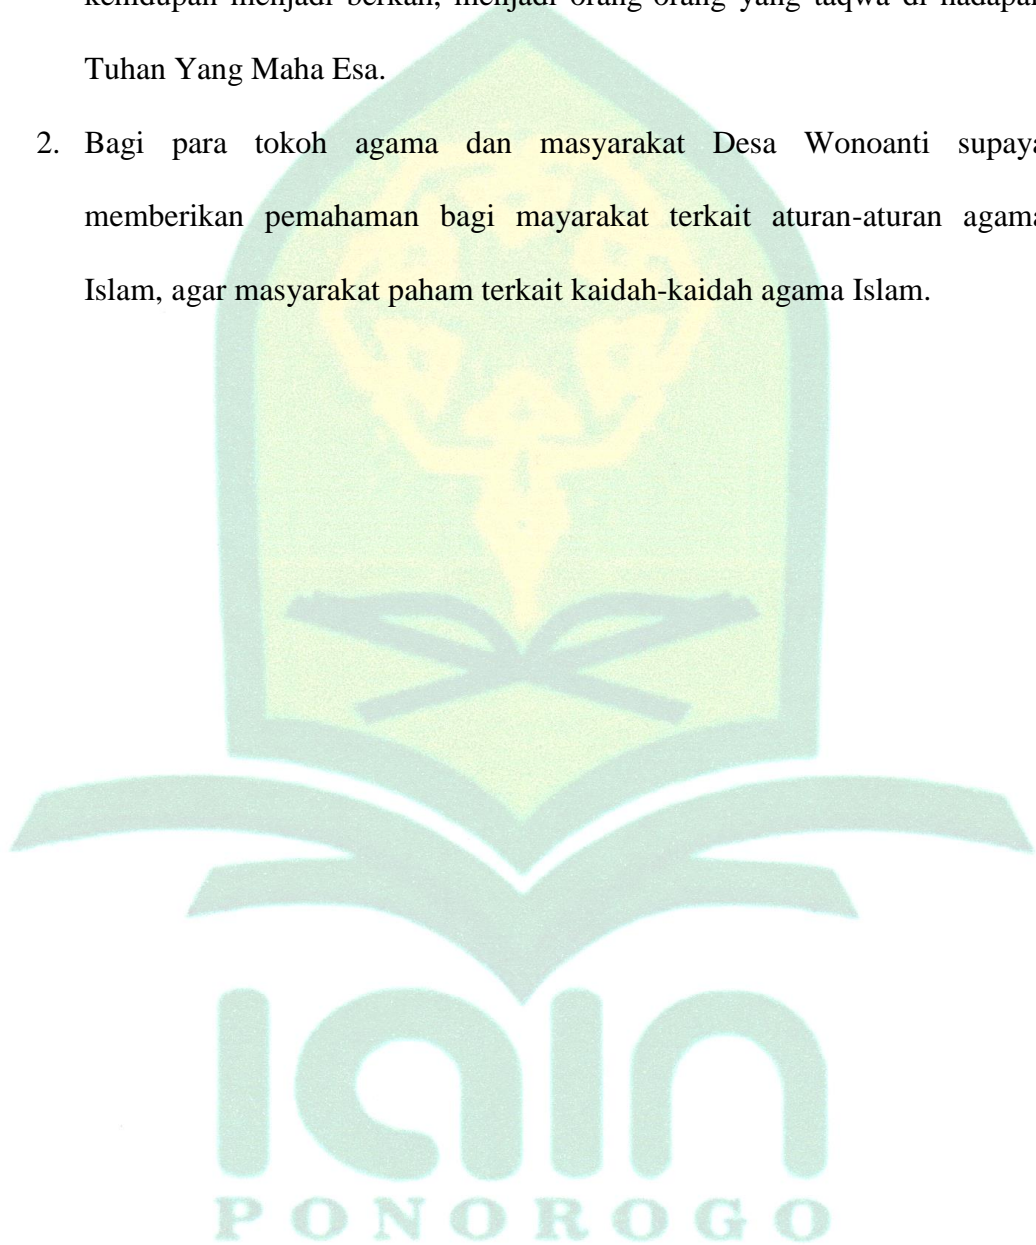 kehidupan menjadi berkah, menjadi orang-orang yang taqwa di hadapan
Tuhan Yang Maha Esa.
2. Bagi para tokoh agama dan masyarakat Desa Wonoanti supaya
memberikan pemahaman bagi mayarakat terkait aturan-aturan agama
Islam, agar masyarakat paham terkait kaidah-kaidah agama Islam.
iain
PONOROGO